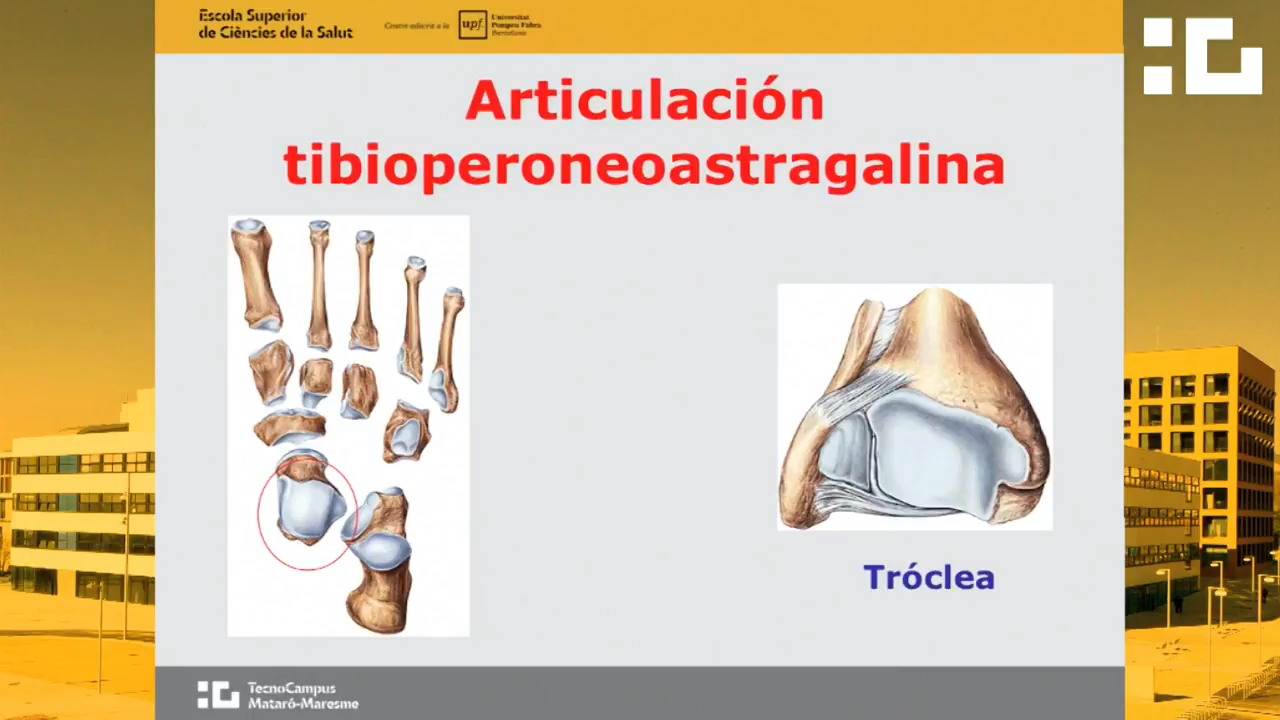 Escola Superior
de Ciències de la Salut
Centre adscrit a la
upf.
Universitat
Pompeu Fabra
Barcelona
Articulación
tibioperoneoastragalina
Tróclea
TecnoCampus
Mataró-Maresme